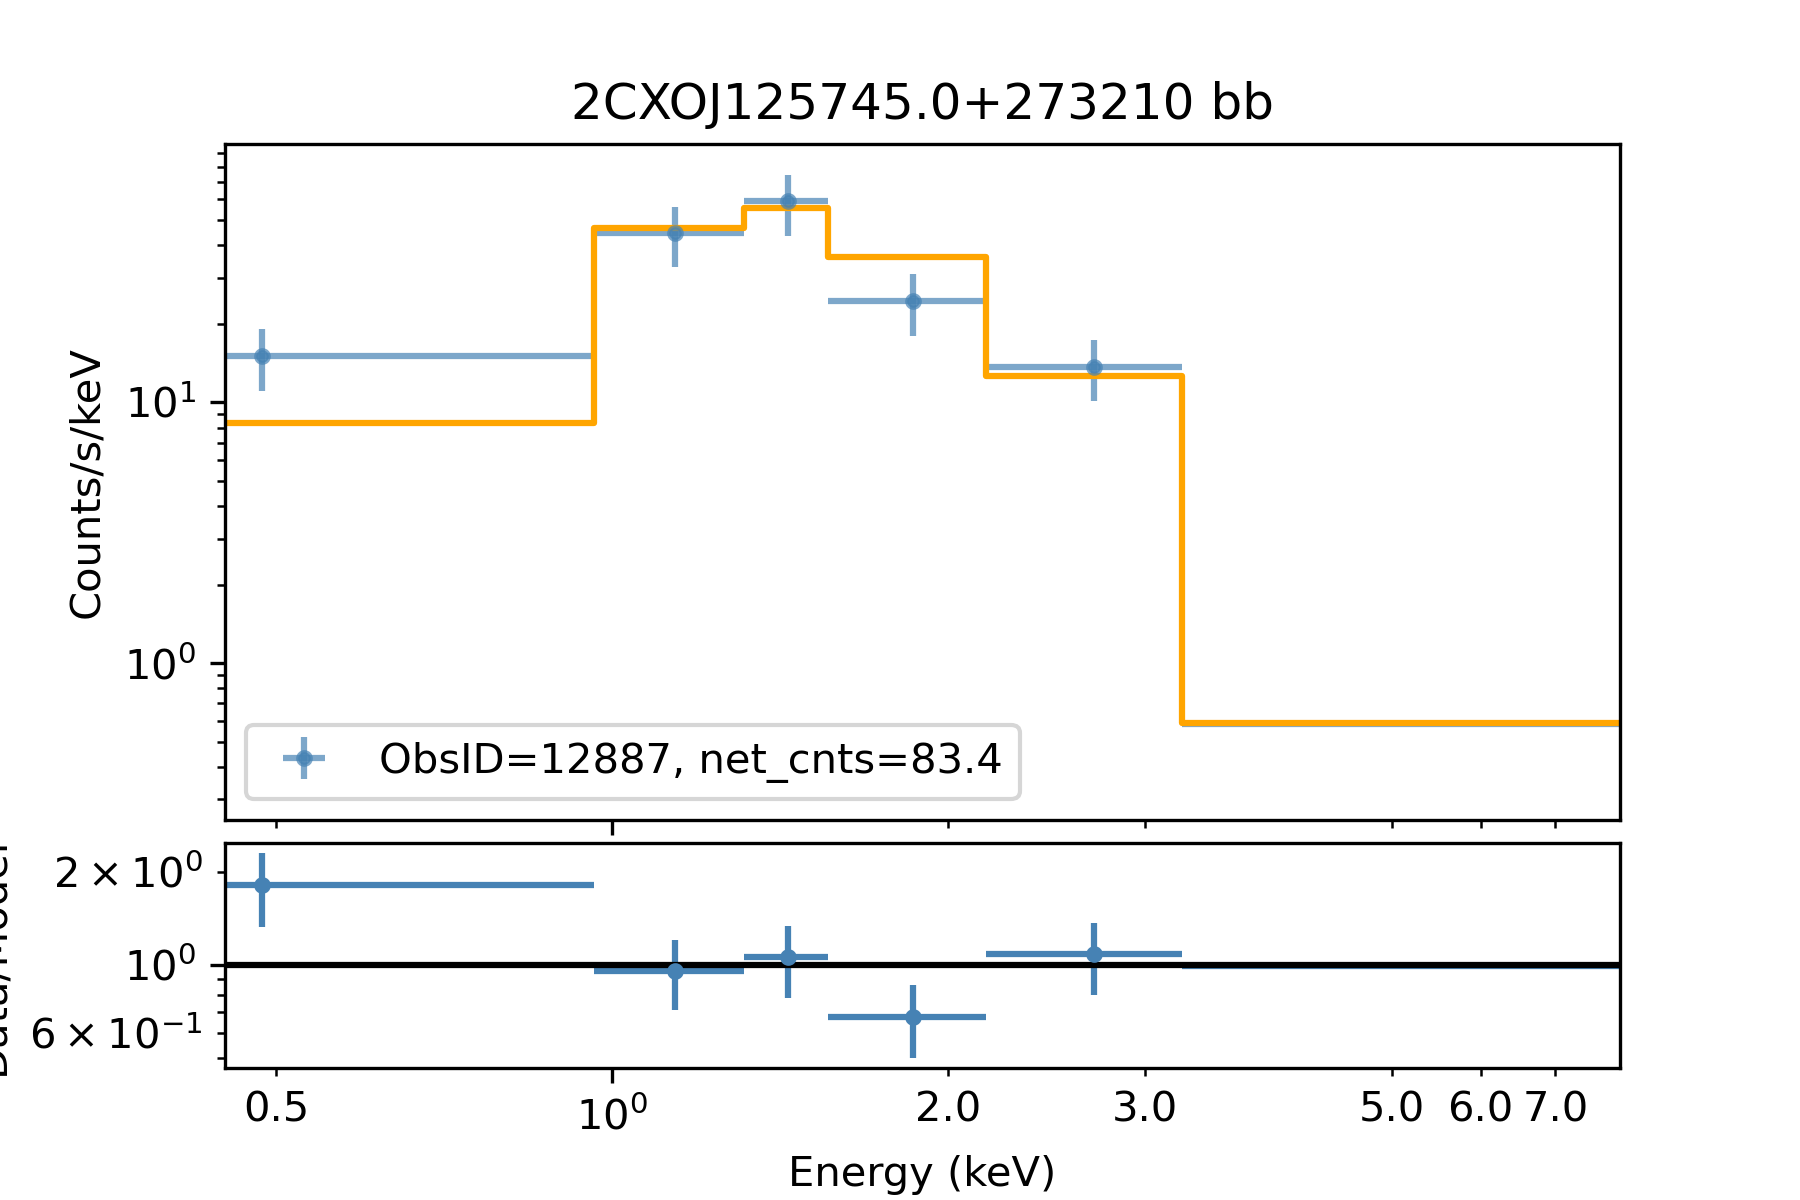 2CXOJ125745.0+273210 bb
Counts/s/keV
10¹
10⁰
ObsID=12887, net_cnts=83.4
2×10⁰
10⁰
6×10⁻¹
0.5 10⁰ 2.0 3.0 5.0 6.0 7.0
Energy (keV)